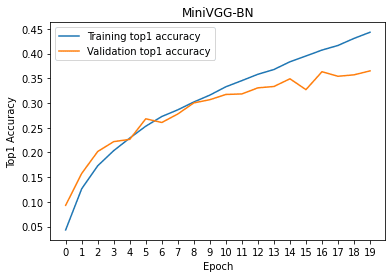 MiniVGG-BN
Training top1 accuracy
Validation top1 accuracy
Top1 Accuracy
0.45
0.40
0.35
0.30
0.25
0.20
0.15
0.10
0.05
0 1 2 3 4 5 6 7 8 9 10 11 12 13 14 15 16 17 18 19
Epoch